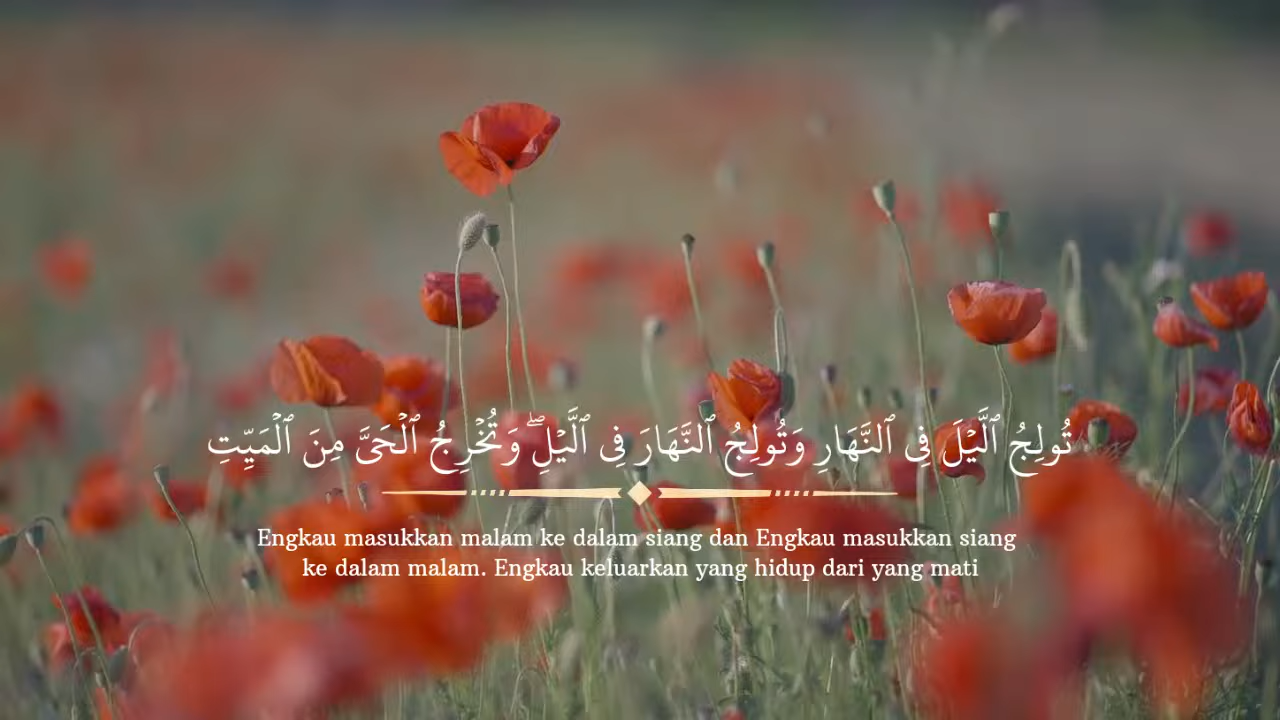 تُولِجُ ٱلَّيۡلَ فِى ٱلنَّهَارِ وَتُولِجُ ٱلنَّهَارَ فِى ٱلَّيۡلِۖ وَتُخۡرِجُ ٱلۡحَىَّ مِنَ ٱلۡمَيِّتِ
Engkau masukkan malam ke dalam siang dan Engkau masukkan siang
ke dalam malam. Engkau keluarkan yang hidup dari yang mati